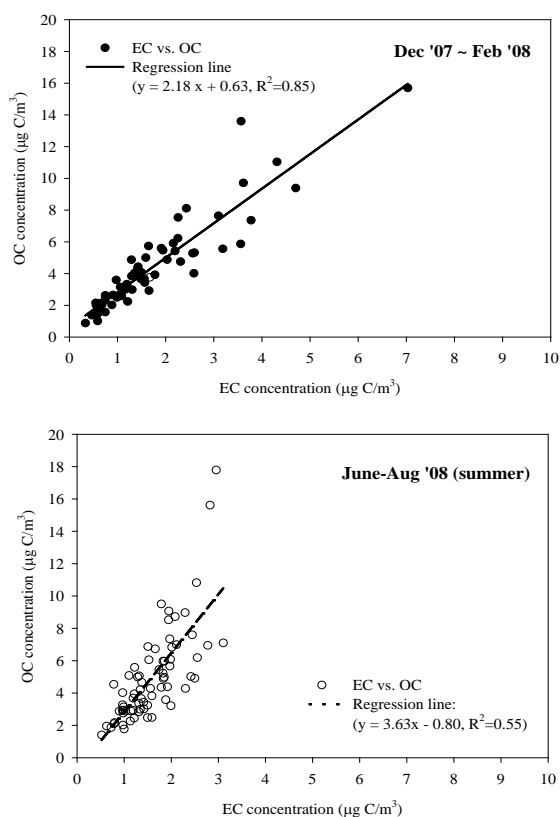 20
18
16
14
12
10
8
6
4
2
0
OC concentration (µg C/m³)
EC vs. OC
Regression line
(y = 2.18 x + 0.63, R²=0.85)
Dec '07 ~ Feb '08
0 1 2 3 4 5 6 7 8 9 10
EC concentration (µg C/m³)
20
18
16
14
12
10
8
6
4
2
0
OC concentration (µg C/m³)
June-Aug '08 (summer)
EC vs. OC
Regression line:
(y = 3.63x - 0.80, R²=0.55)
0 1 2 3 4 5 6 7 8 9 10
EC concentration (µg C/m³)